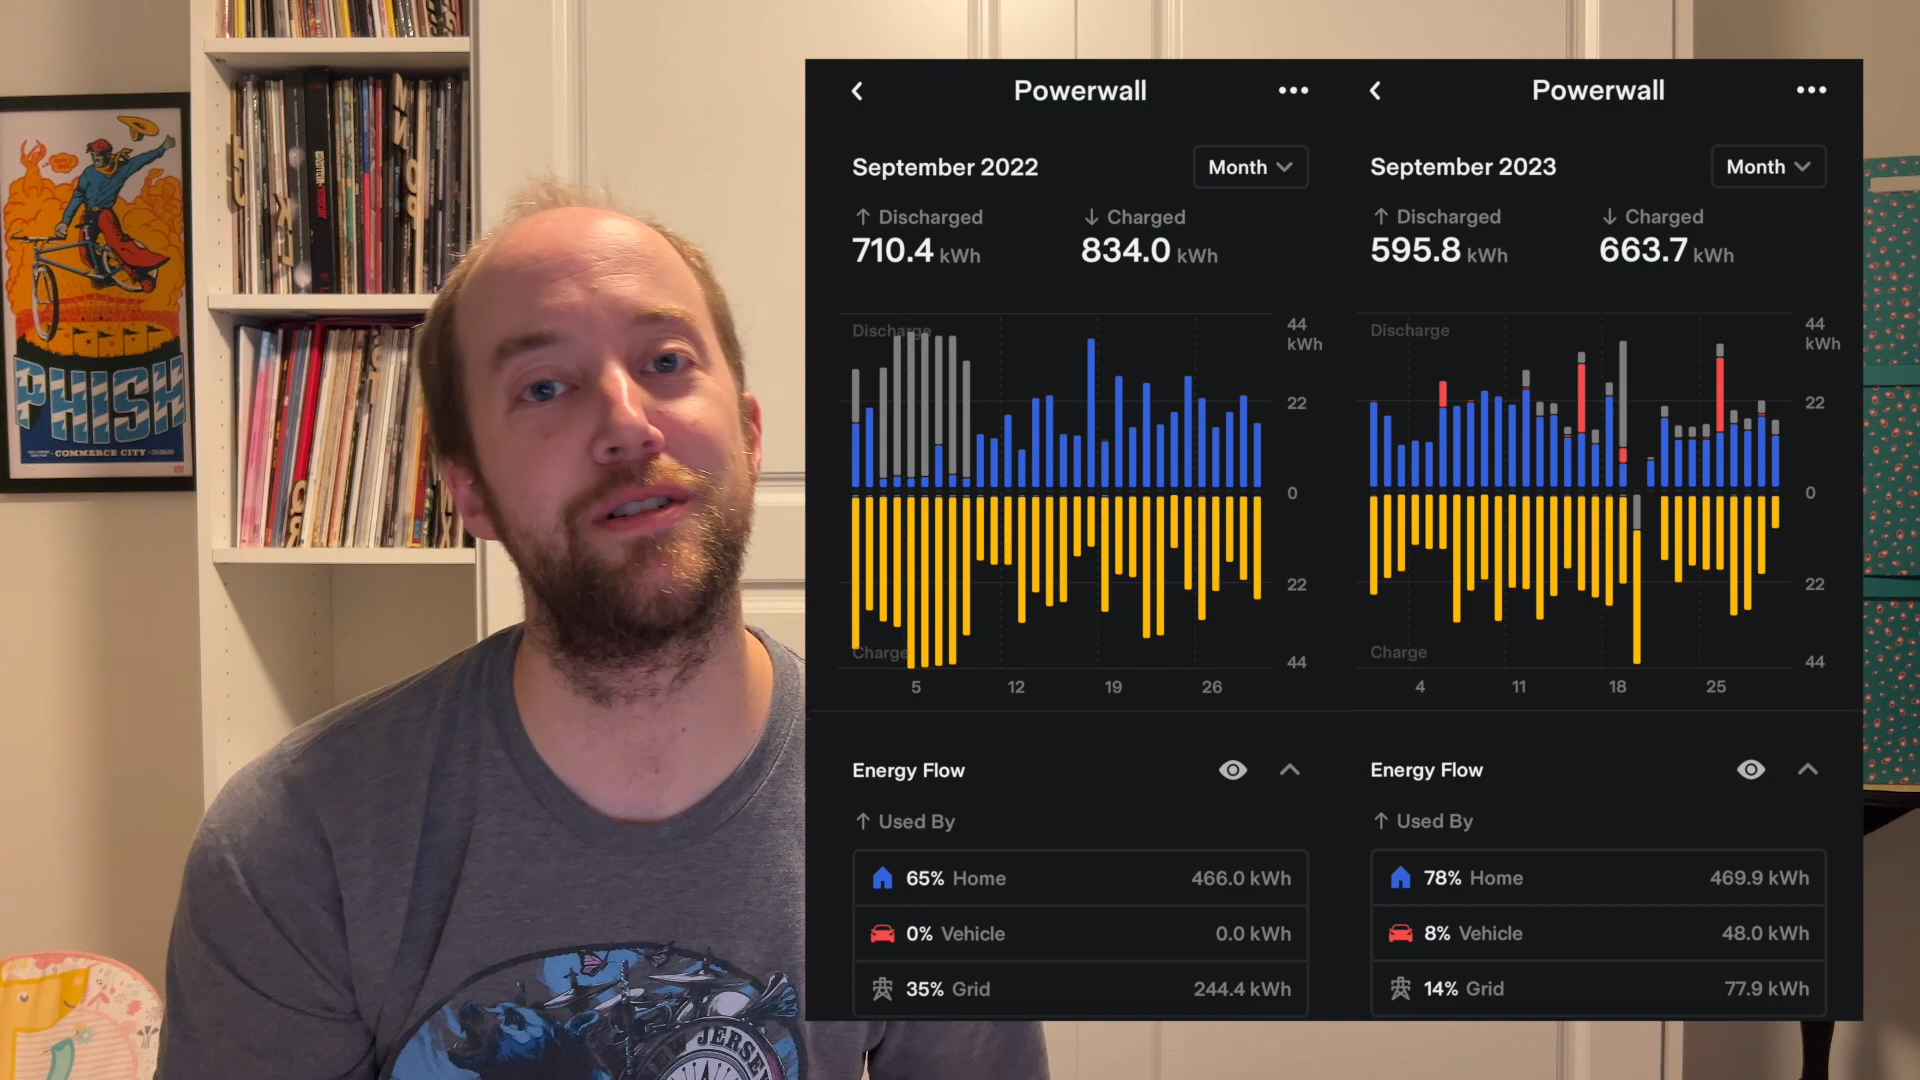 PHISH
COMMERCE CITY • COLORADO
JERSEY
Powerwall
September 2022
Month
Discharged
Charged
710.4 kWh
834.0 kWh
Discharge
44
kWh
22
0
22
Charge
44
5
12
19
26
Energy Flow
Used By
65% Home
466.0 kWh
0% Vehicle
0.0 kWh
35% Grid
244.4 kWh
Powerwall
September 2023
Month
Discharged
Charged
595.8 kWh
663.7 kWh
Discharge
44
kWh
22
0
22
Charge
44
4
11
18
25
Energy Flow
Used By
78% Home
469.9 kWh
8% Vehicle
48.0 kWh
14% Grid
77.9 kWh